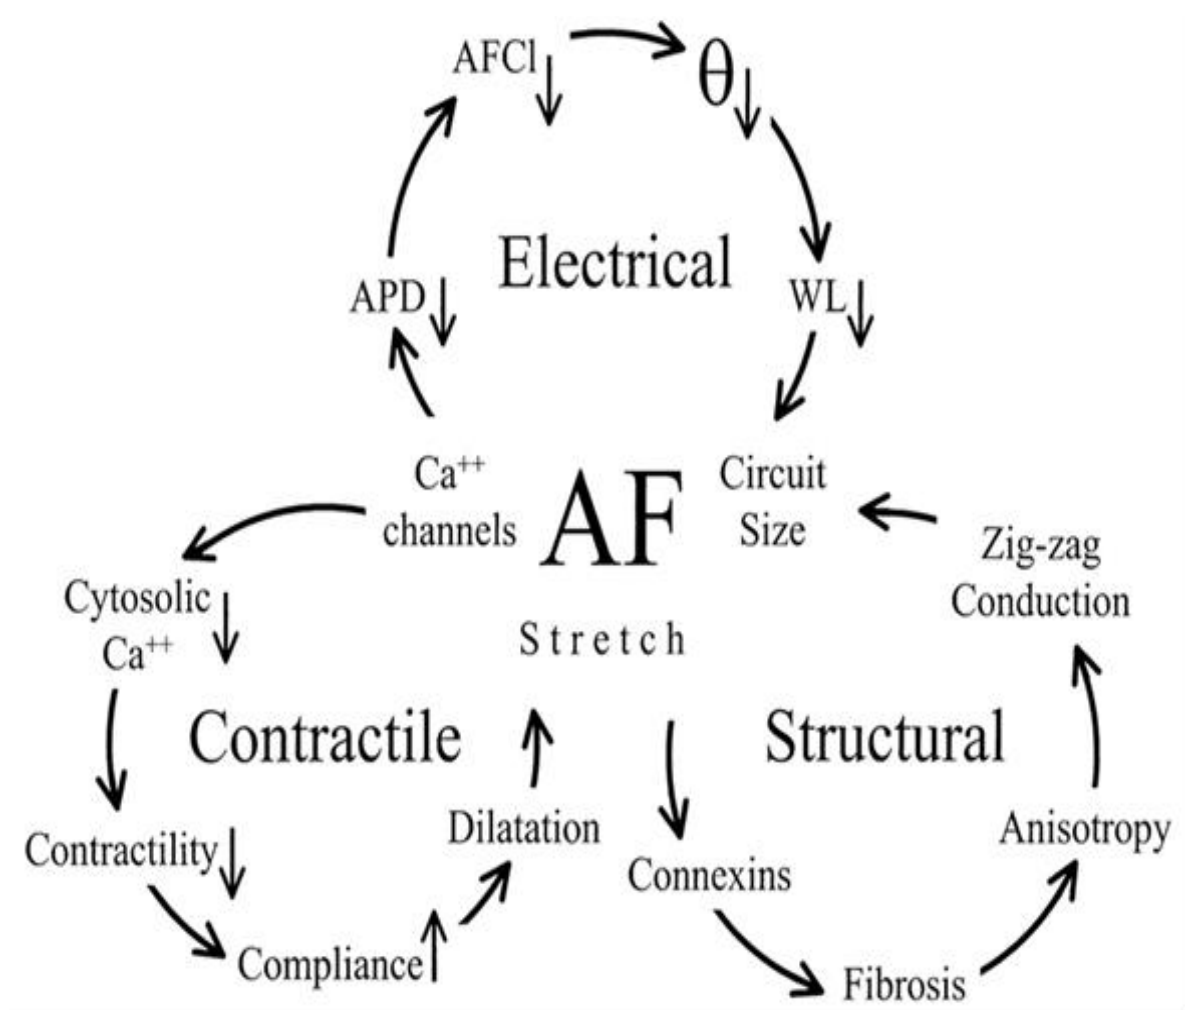 AFCl↓
θ↓
Electrical
APD↓
WL↓
Ca⁺⁺
channels
AF
Circuit
Size
Zig-zag
Conduction
Cytosolic↓
Ca⁺⁺
Stretch
Contractile
Structural
Contractility↓
Dilatation
Anisotropy
Connexins
Compliance↑
Fibrosis